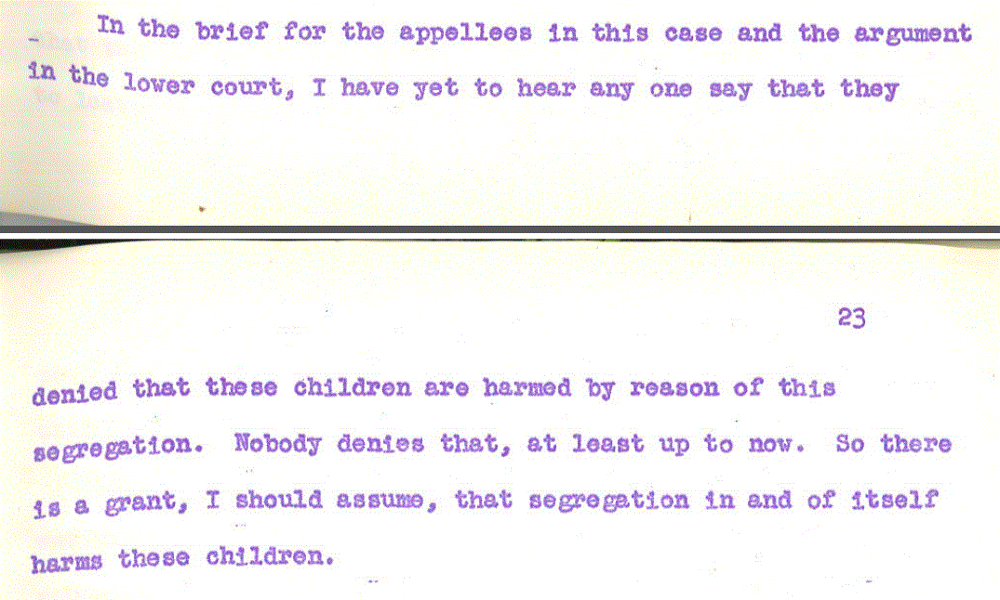 In the brief for the appellees in this case and the argument
in the lower court, I have yet to hear any one say that they
23
denied that these children are harmed by reason of this
segregation. Nobody denies that, at least up to now. So there
is a grant, I should assume, that segregation in and of itself
harms these children.